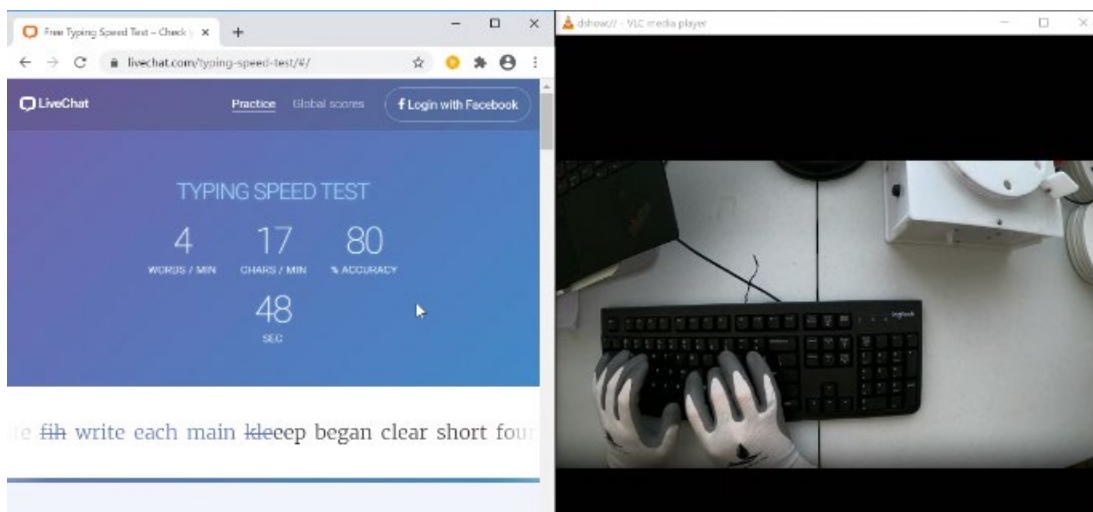 Free Typing Speed Test – Check
livechat.com/typing-speed-test/#/
LiveChat
Practice
Global scores
f Login with Facebook
TYPING SPEED TEST
4
17
80
WORDS / MIN
CHARS / MIN
% ACCURACY
48
SEC
te fih write each main kleeep began clear short four
dshow:// - VLC media player
Logitech